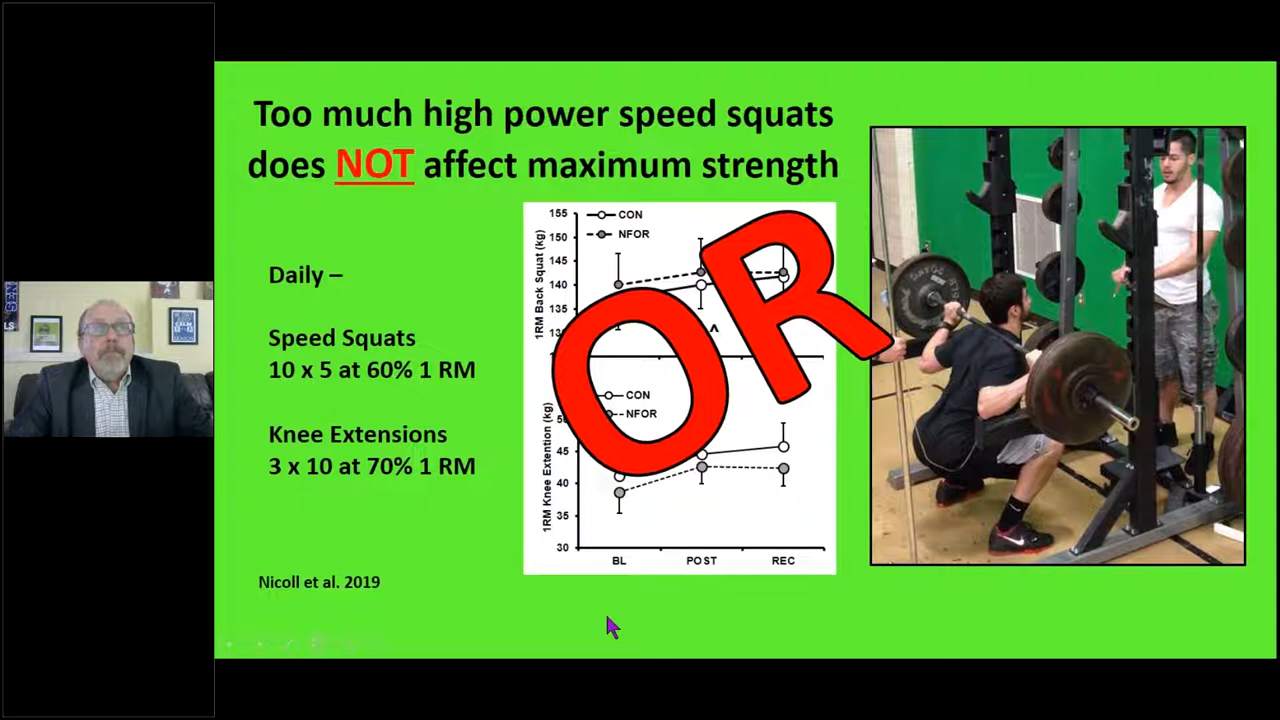 Too much high power speed squats
does NOT affect maximum strength
Daily –
Speed Squats
10 x 5 at 60% 1 RM
Knee Extensions
3 x 10 at 70% 1 RM
Nicoll et al. 2019
1RM Back Squat (kg)
155
150
145
140
135
CON
NFOR
^
OR
1RM Knee Extention (kg)
45
40
35
30
CON
NFOR
BL POST REC